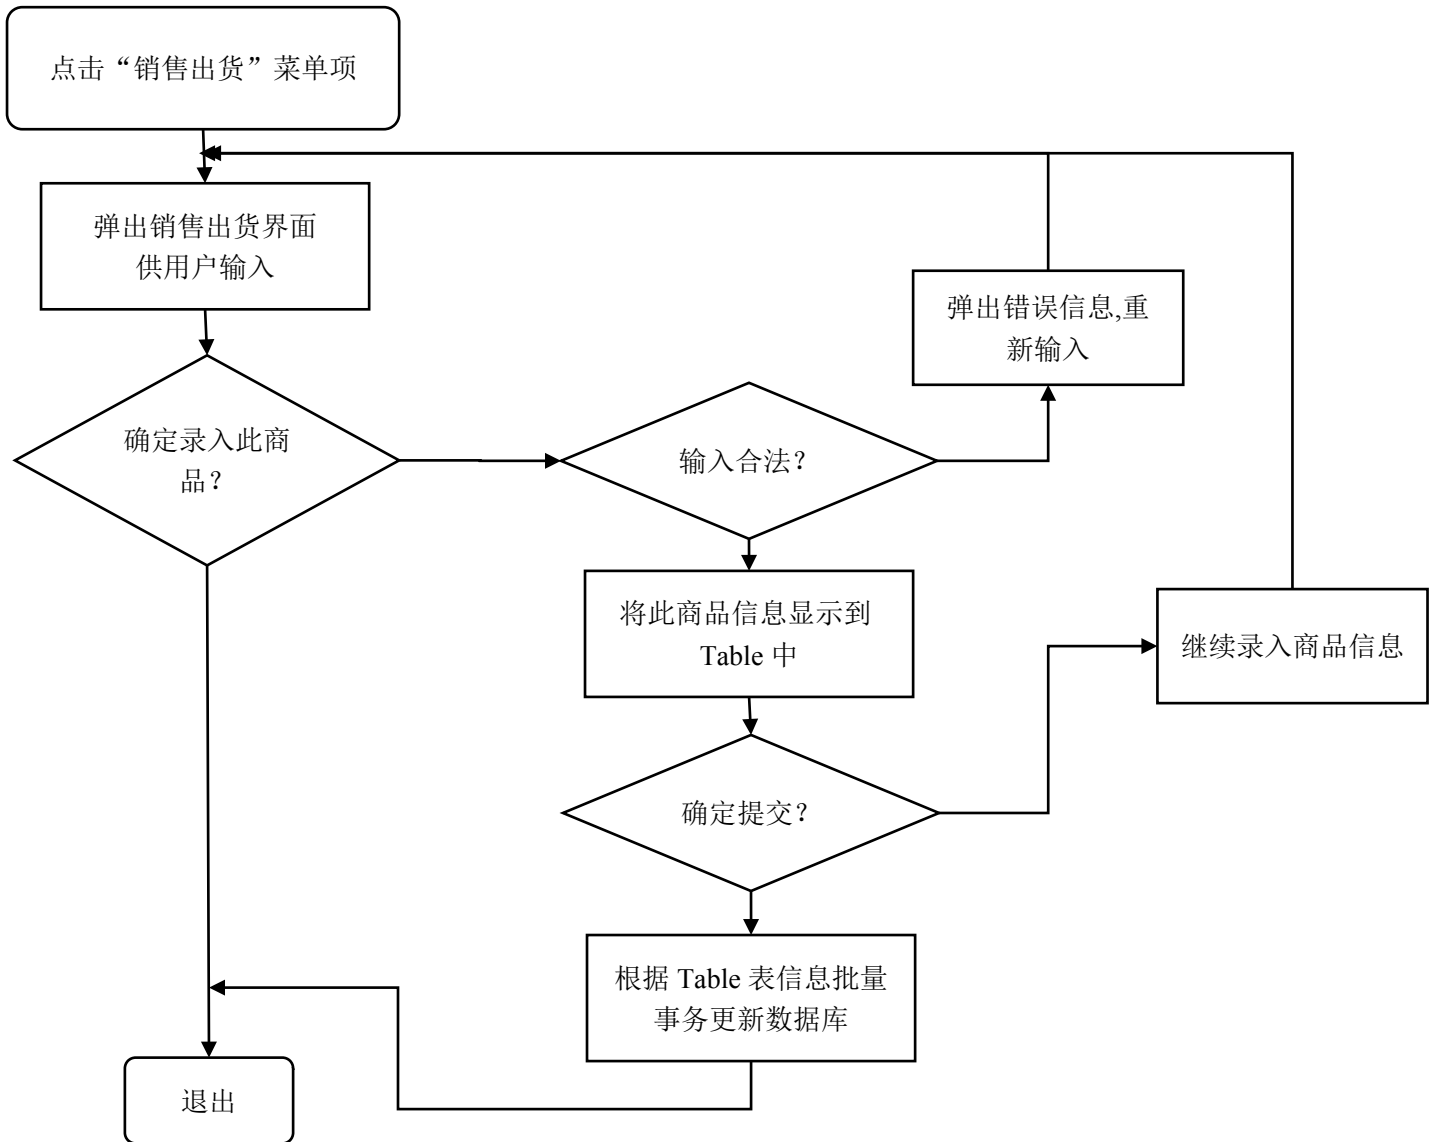 点击“销售出货”菜单项
弹出销售出货界面
供用户输入
弹出错误信息,重
新输入
确定录入此商
品？
输入合法？
将此商品信息显示到
Table 中
继续录入商品信息
确定提交？
根据 Table 表信息批量
事务更新数据库
退出